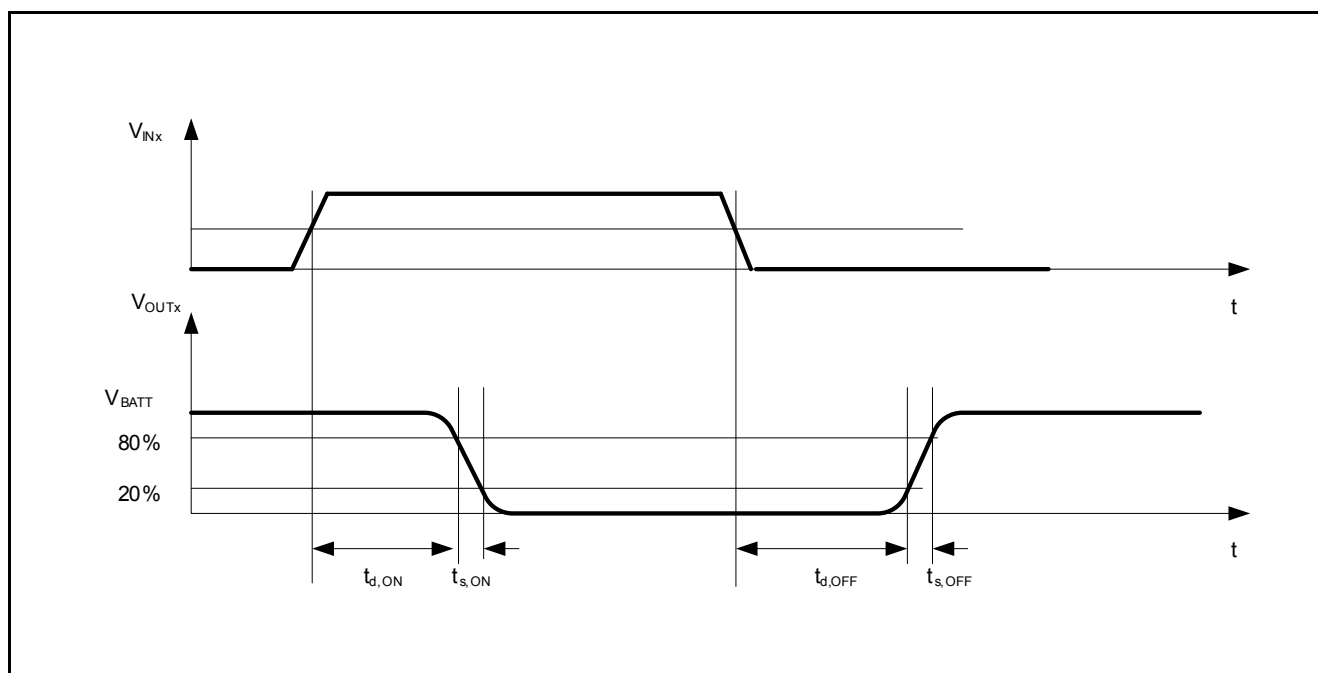 V_INx
t
V_OUTx
V_BATT
80%
20%
t
t_d,ON t_s,ON t_d,OFF t_s,OFF